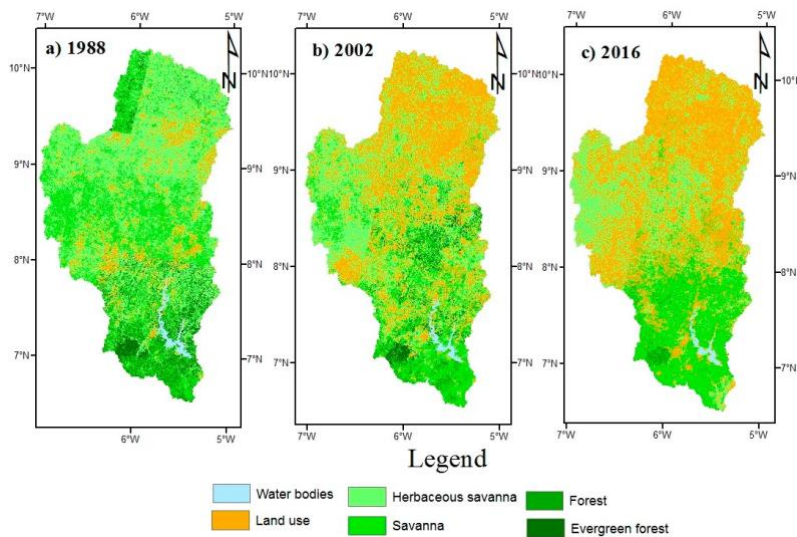 a) 1988
b) 2002
c) 2016
N
N
N
7°W 6°W 5°W
7°W 6°W 5°W
7°W 6°W 5°W
10°N
10°N
10°N
10°N
9°N
9°N
9°N
9°N
8°N
8°N
8°N
8°N
7°N
7°N
7°N
7°N
7°W 6°W 5°W
7°W 6°W 5°W
7°W 6°W 5°W
Legend
Water bodies
Herbaceous savanna
Forest
Land use
Savanna
Evergreen forest